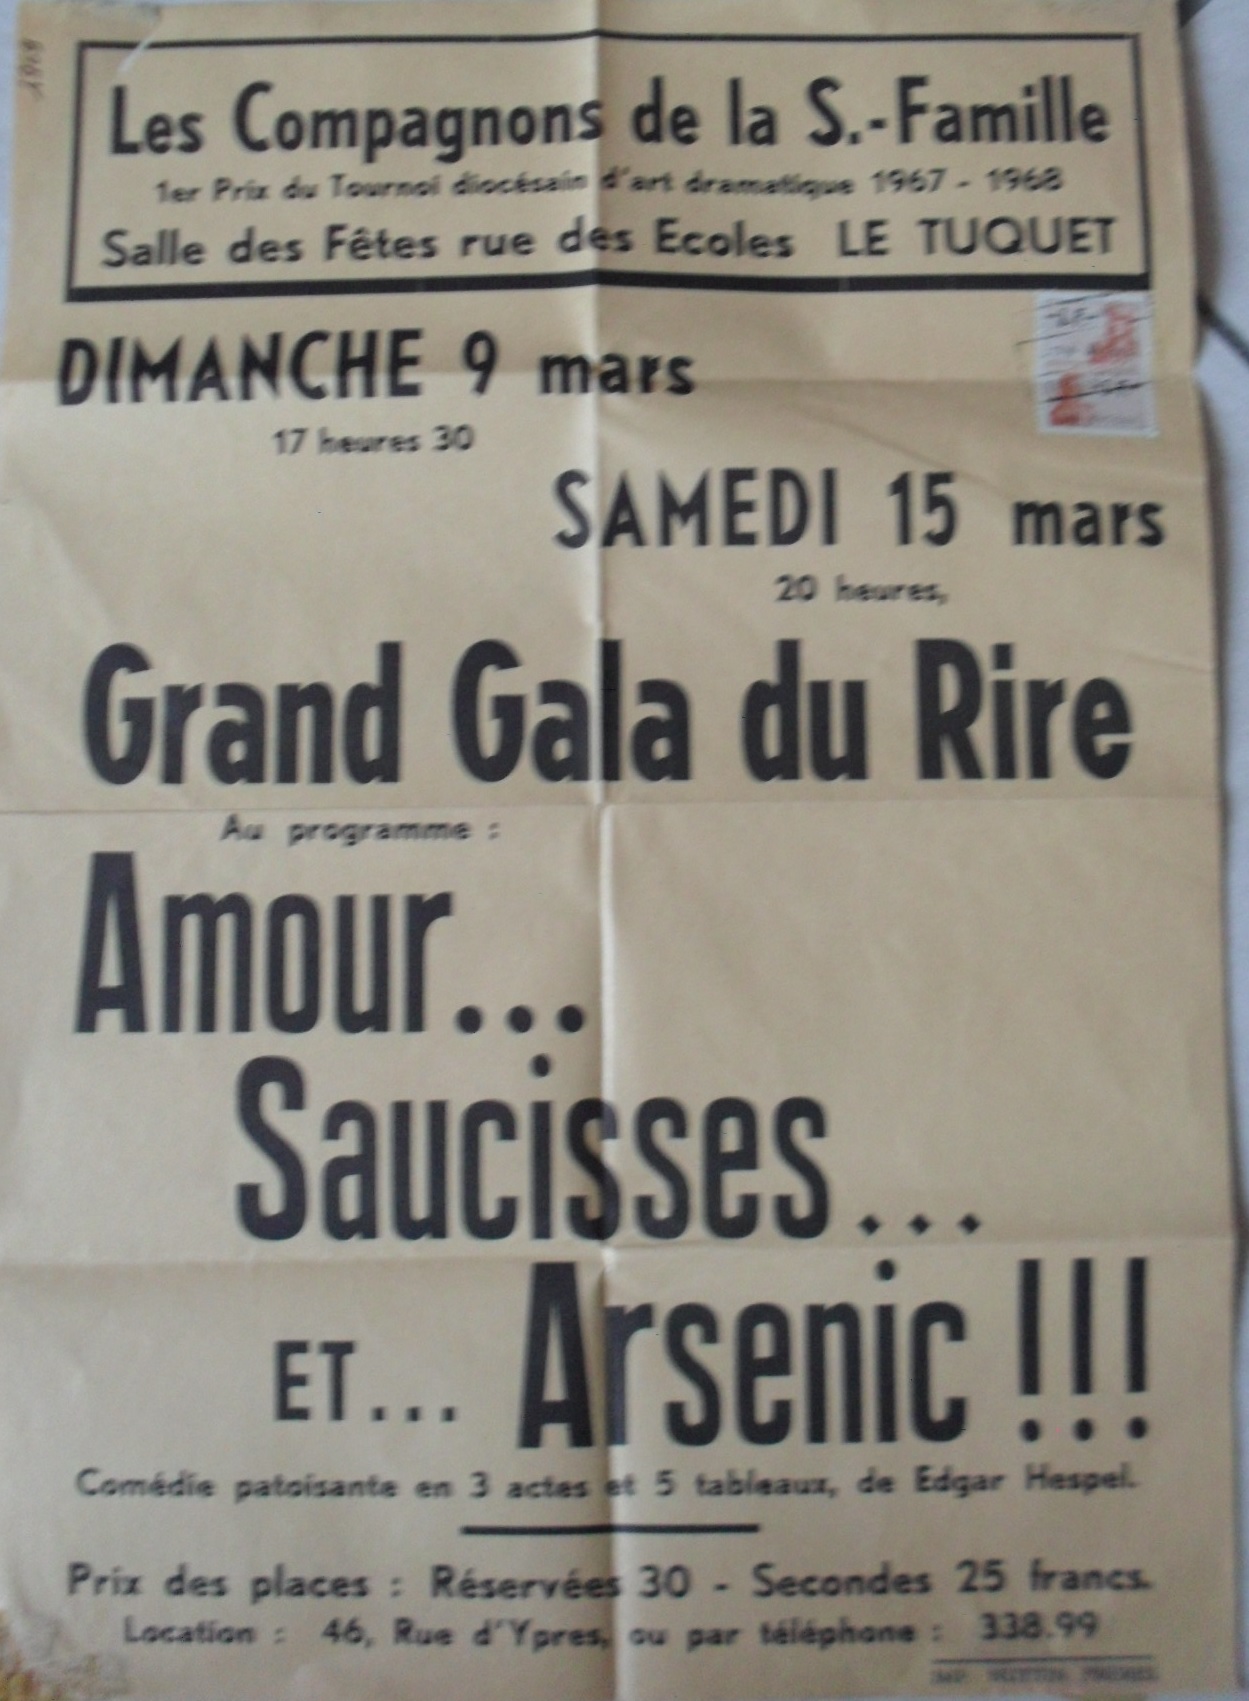 Les Compagnons de la S.-Famille
1er Prix du Tournoi diocésain d'art dramatique 1967 - 1968
Salle des Fêtes rue des Ecoles LE TUQUET
DIMANCHE 9 mars
17 heures 30
SAMEDI 15 mars
20 heures,
Grand Gala du Rire
Au programme :
Amour...
Saucisses...
ET... Arsenic !!!
Comédie patoisante en 3 actes et 5 tableaux, de Edgar Hespel.
Prix des places : Réservées 30 - Secondes 25 francs.
Location : 46, Rue d'Ypres, ou par téléphone : 338.99